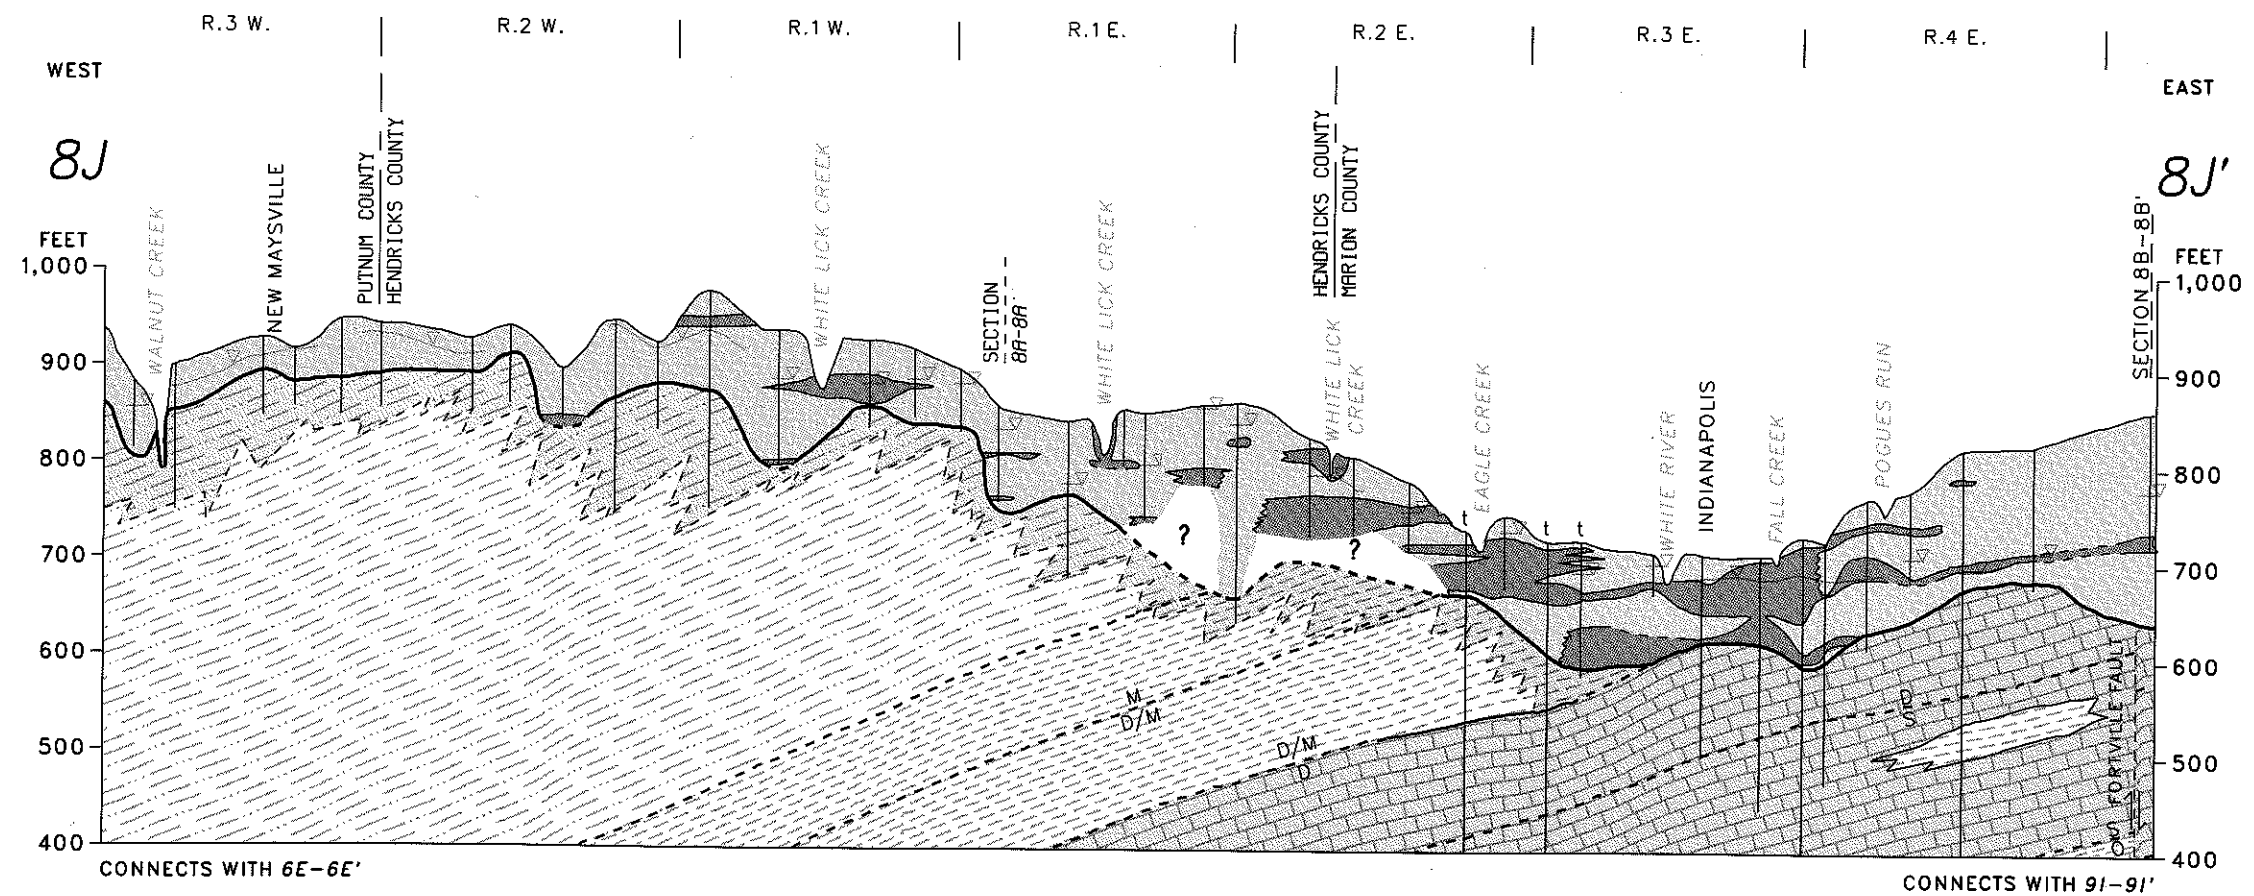 R.3 W.
R.2 W.
R.1 W.
R.1 E.
R.2 E.
R.3 E.
R.4 E.
WEST
EAST
8J
8J'
FEET
FEET
WALNUT CREEK
NEW MAYSVILLE
PUTNUM COUNTY
HENDRICKS COUNTY
WHITE LICK CREEK
SECTION
8A-8A'
WHITE LICK CREEK
HENDRICKS COUNTY
MARION COUNTY
WHITE LICK
CREEK
EAGLE CREEK
WHITE RIVER
INDIANAPOLIS
FALL CREEK
POGUES RUN
SECTION 8B-8B'
1,000
900
800
700
600
500
400
1,000
900
800
700
600
500
400
t
t
t
?
?
M
D/M
D/M
D
D
S
S
O
FORTVILLE FAULT
CONNECTS WITH 6E-6E'
CONNECTS WITH 9I-9I'